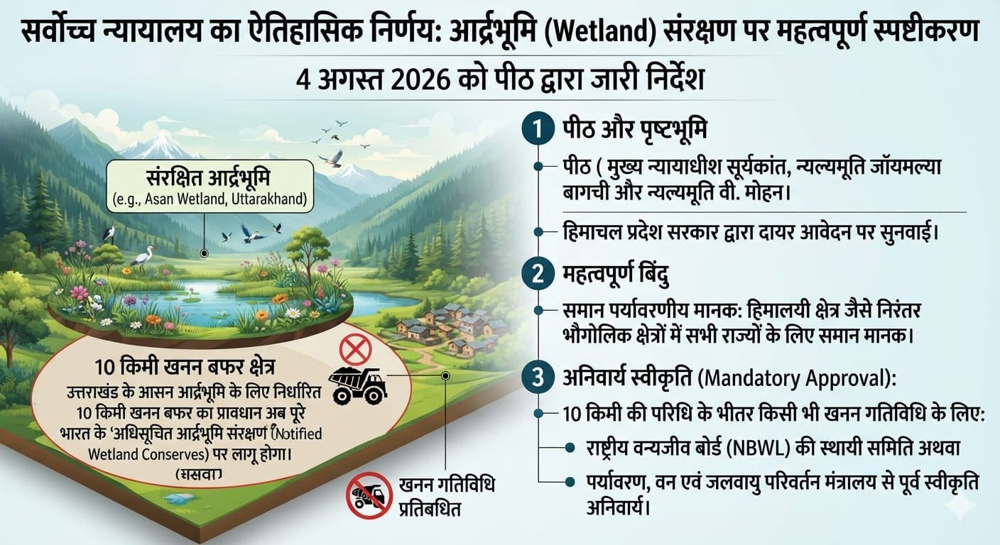 सर्वोच्च न्यायालय का ऐतिहासिक निर्णय: आर्द्रभूमि (Wetland) संरक्षण पर महत्वपूर्ण स्पष्टीकरण
4 अगस्त 2026 को पीठ द्वारा जारी निर्देश
संरक्षित आर्द्रभूमि
(e.g., Asan Wetland, Uttarakhand)
10 किमी खनन बफर क्षेत्र
उत्तराखंड के आसन आर्द्रभूमि के लिए निर्धारित
10 किमी खनन बफर का प्रावधान अब पूरे
भारत के 'अधिसूचित आर्द्रभूमि संरक्षण' (Notified
Wetland Conserves) पर लागू होगा।
खनन गतिविधि
प्रतिबधित
1 पीठ और पृष्टभूमि
पीठ ( मुख्य न्यायाधीश सूर्यकांत, न्यल्यमूति जॉयमल्या
बागची और न्यल्यमूति वी. मोहन।
हिमाचल प्रदेश सरकार द्वारा दायर आवेदन पर सुनवाई।
2 महत्वपूर्ण बिंदु
समान पर्यावरणीय मानक: हिमालयी क्षेत्र जैसे निरंतर
भौगोलिक क्षेत्रों में सभी राज्यों के लिए समान मानक।
3 अनिवार्य स्वीकृति (Mandatory Approval):
10 किमी की परिधि के भीतर किसी भी खनन गतिविधि के लिए:
राष्ट्रीय वन्यजीव बोर्ड (NBWL) की स्थायी समिति अथवा
पर्यावरण, वन एवं जलवायु परिवर्तन मंत्रालय से पूर्व स्वीकृति
अनिवार्य।